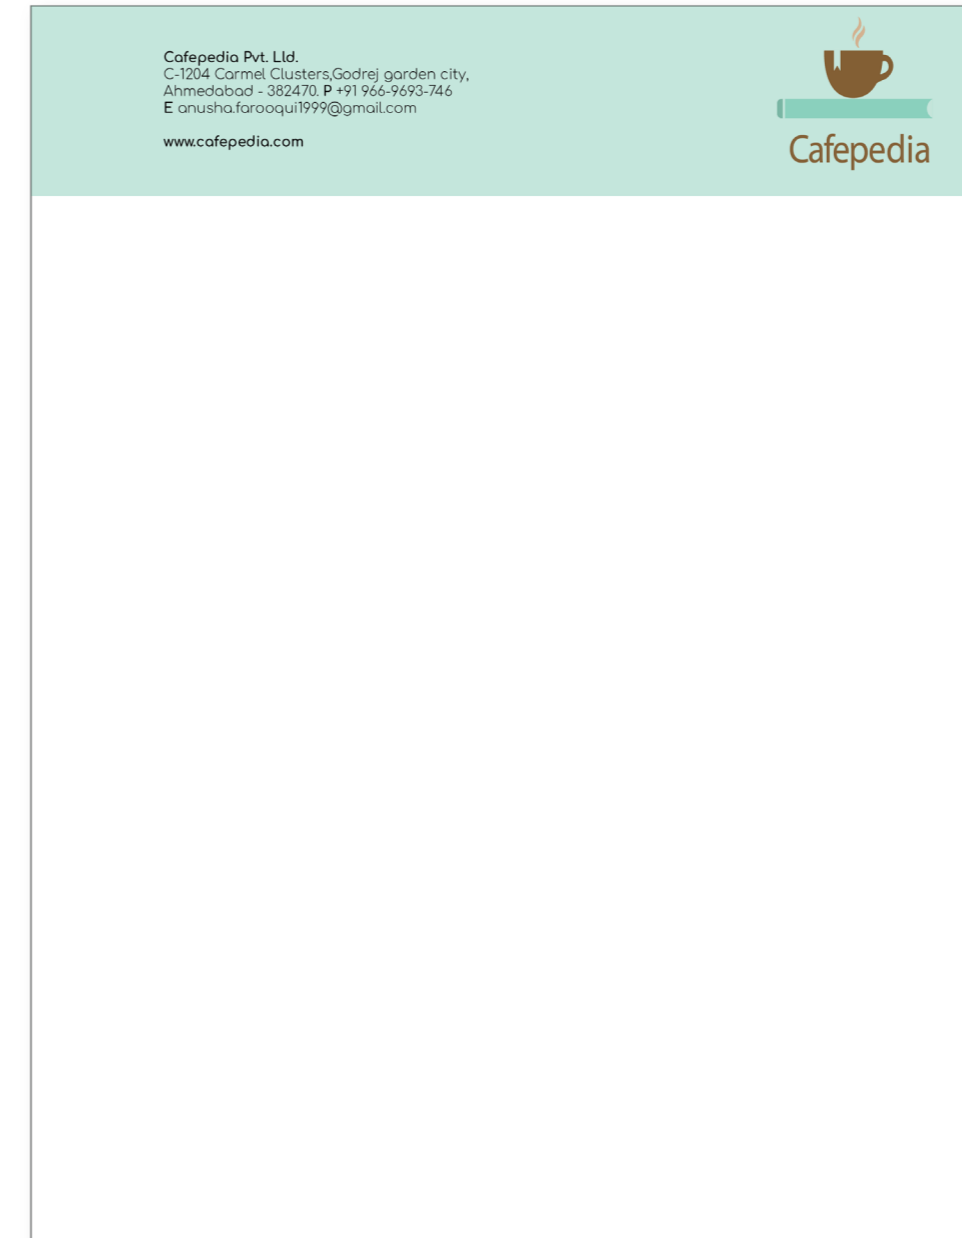 Cafepedia Pvt. Lld.
C-1204 Carmel Clusters,Godrej garden city,
Ahmedabad - 382470. P +91 966-9693-746
E anusha.farooqui1999@gmail.com
www.cafepedia.com
Cafepedia